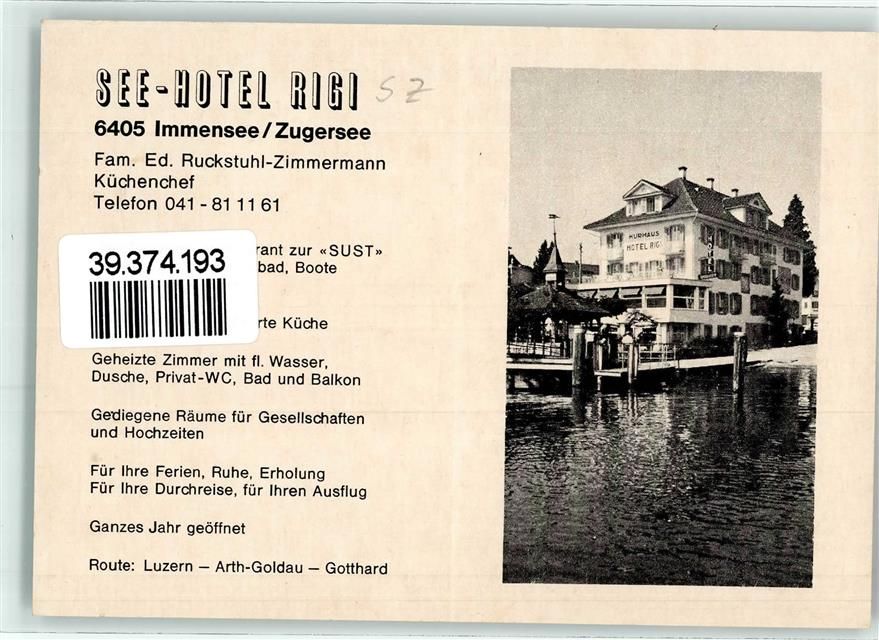 SEE-HOTEL RIGI SZ
6405 Immensee/Zugersee
Fam. Ed. Ruckstuhl-Zimmermann
Küchenchef
Telefon 041 - 81 11 61
39.374.193
rant zur «SUST»
bad, Boote
rte Küche
Geheizte Zimmer mit fl. Wasser,
Dusche, Privat-WC, Bad und Balkon
Gediegene Räume für Gesellschaften
und Hochzeiten
Für Ihre Ferien, Ruhe, Erholung
Für Ihre Durchreise, für Ihren Ausflug
Ganzes Jahr geöffnet
Route: Luzern — Arth-Goldau — Gotthard
KURHAUS
HOTEL RIGI
HOTEL